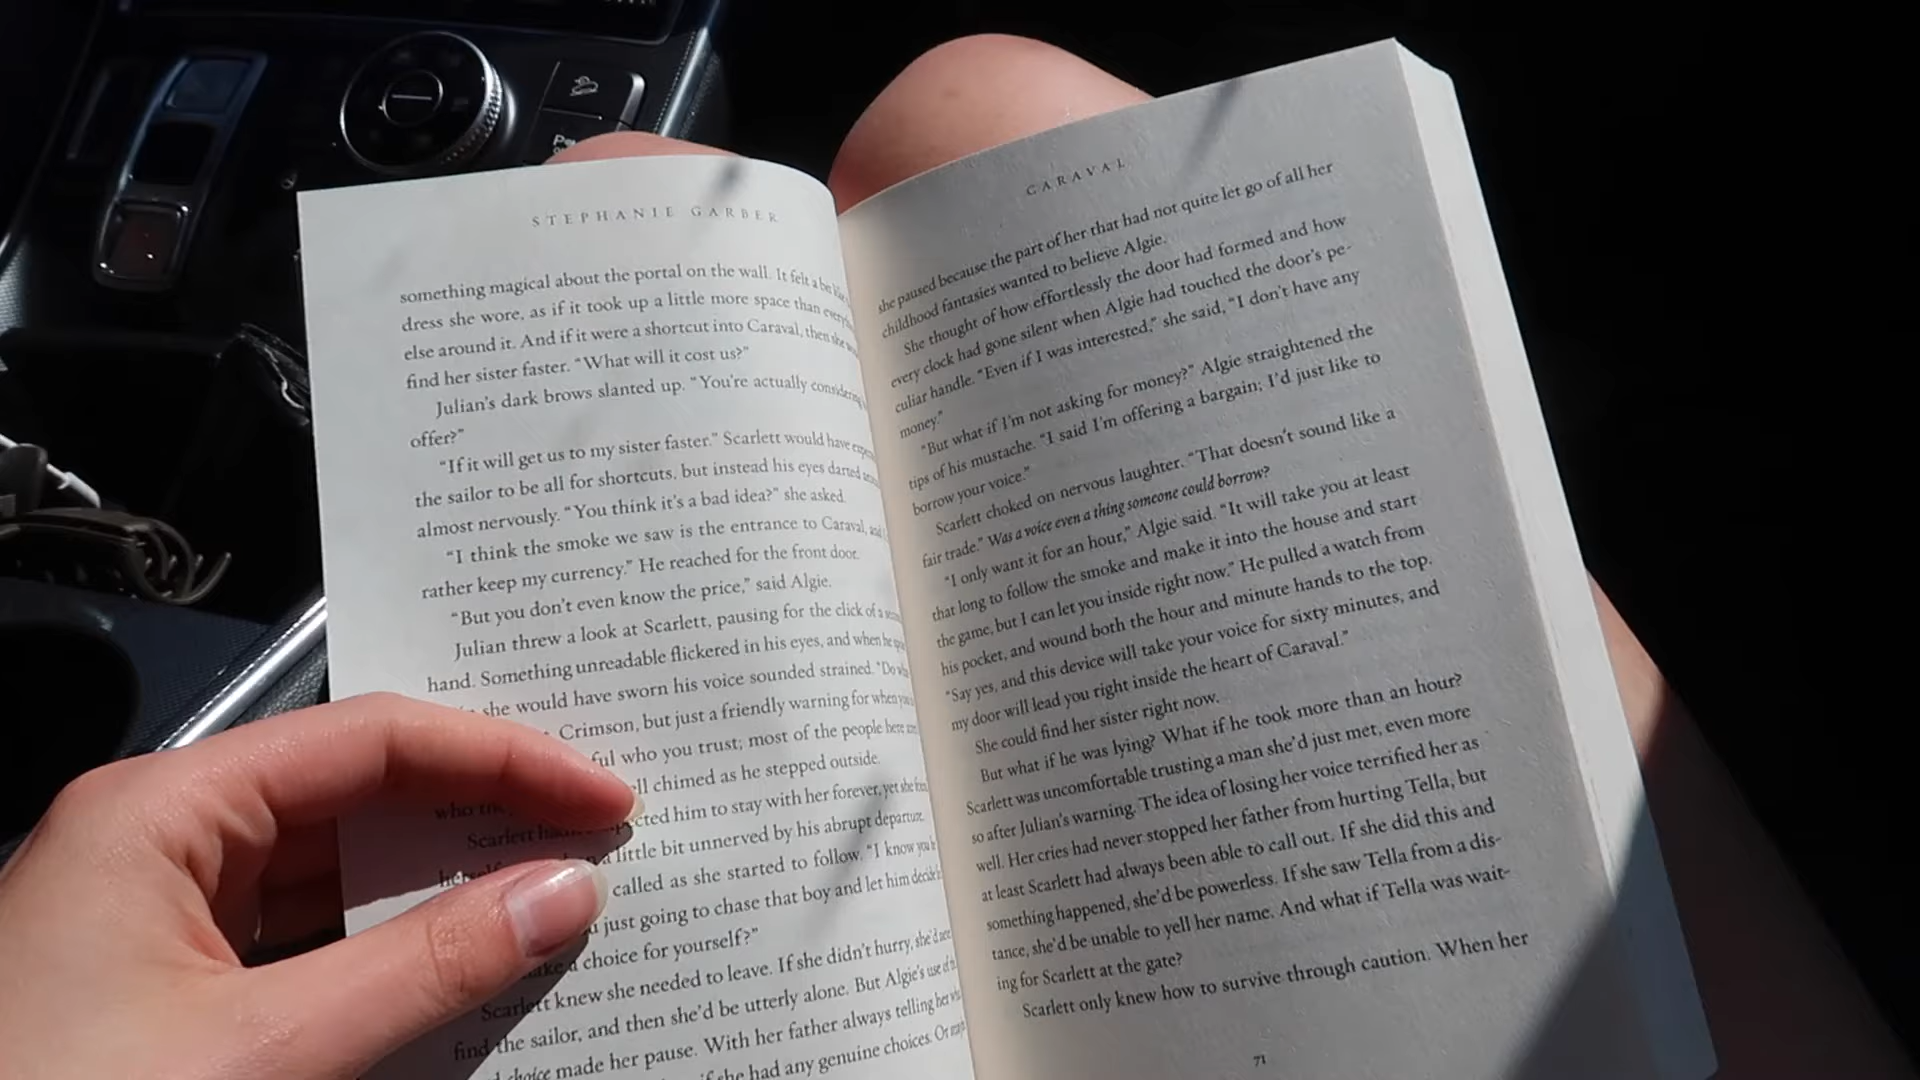 STEPHANIE GARBER
something magical about the portal on the wall. It felt a bit
dress she wore, as if it took up a little more space than
else around it. And if it were a shortcut into Caraval, then she
find her sister faster. “What will it cost us?”
Julian’s dark brows slanted up. “You’re actually considering
offer?”
“If it will get us to my sister faster.” Scarlett would have
the sailor to be all for shortcuts, but instead his eyes darted
almost nervously. “You think it’s a bad idea?” she asked.
“I think the smoke we saw is the entrance to Caraval, and
rather keep my currency.” He reached for the front door.
“But you don’t even know the price,” said Algie.
Julian threw a look at Scarlett, pausing for the click of a
hand. Something unreadable flickered in his eyes, and when he
she would have sworn his voice sounded strained. “Do
Crimson, but just a friendly warning for when
who you trust; most of the people here
chimed as he stepped outside.
who
Scarlett him to stay with her forever, yet she
a little bit unnerved by his abrupt departure.
called as she started to follow. “I know
just going to chase that boy and let him decide
a choice for yourself?”
Scarlett knew she needed to leave. If she didn’t hurry, she’d
find the sailor, and then she’d be utterly alone. But Algie’s use of
choice made her pause. With her father always telling her
she had any genuine choices. Or
CARAVAL
she paused because the part of her that had not quite let go of all her
childhood fantasies wanted to believe Algie.
She thought of how effortlessly the door had formed and how
every clock had gone silent when Algie had touched the door’s pe-
culiar handle. “Even if I was interested,” she said, “I don’t have any
money.”
“But what if I’m not asking for money?” Algie straightened the
tips of his mustache. “I said I’m offering a bargain; I’d just like to
borrow your voice.”
Scarlett choked on nervous laughter. “That doesn’t sound like a
fair trade.” Was a voice even a thing someone could borrow?
“I only want it for an hour,” Algie said. “It will take you at least
that long to follow the smoke and make it into the house and start
the game, but I can let you inside right now.” He pulled a watch from
his pocket, and wound both the hour and minute hands to the top.
“Say yes, and this device will take your voice for sixty minutes, and
my door will lead you right inside the heart of Caraval.”
She could find her sister right now.
But what if he was lying? What if he took more than an hour?
Scarlett was uncomfortable trusting a man she’d just met, even more
so after Julian’s warning. The idea of losing her voice terrified her as
well. Her cries had never stopped her father from hurting Tella, but
at least Scarlett had always been able to call out. If she did this and
something happened, she’d be powerless. If she saw Tella from a dis-
tance, she’d be unable to yell her name. And what if Tella was wait-
ing for Scarlett at the gate?
Scarlett only knew how to survive through caution. When her
71